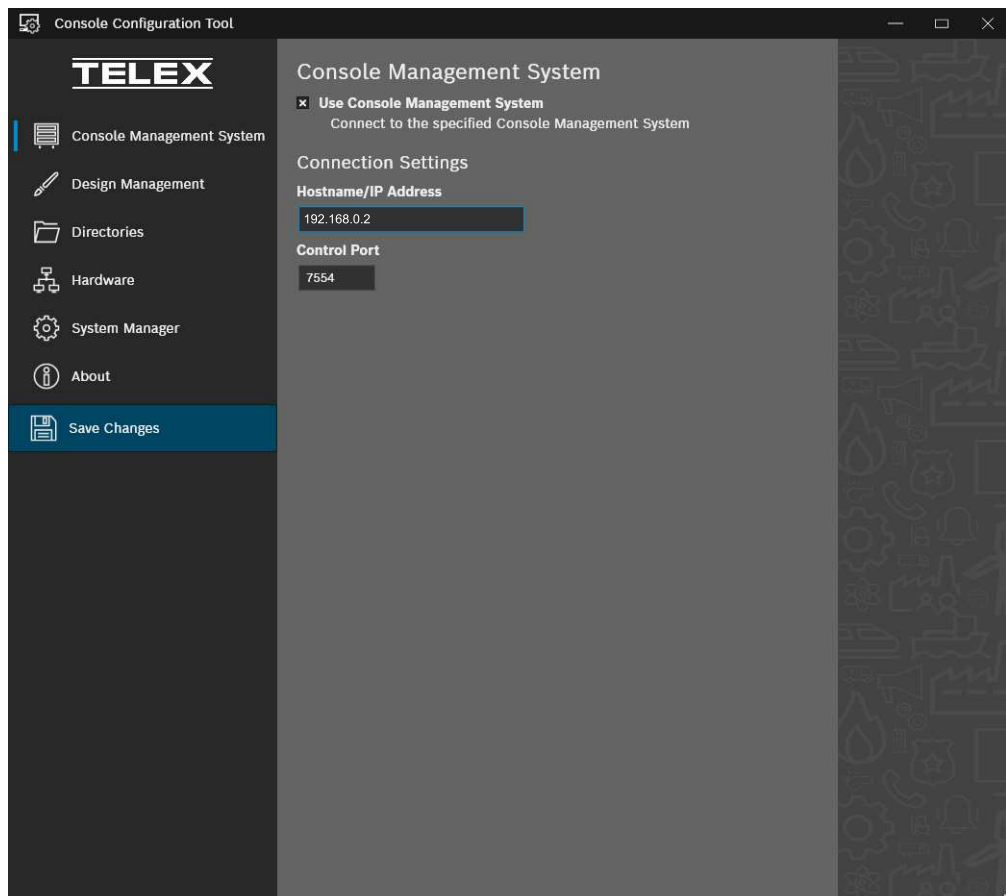 Console Configuration Tool
TELEX
Console Management System
Design Management
Directories
Hardware
System Manager
About
Save Changes
Console Management System
Use Console Management System
Connect to the specified Console Management System
Connection Settings
Hostname/IP Address
192.168.0.2
Control Port
7554